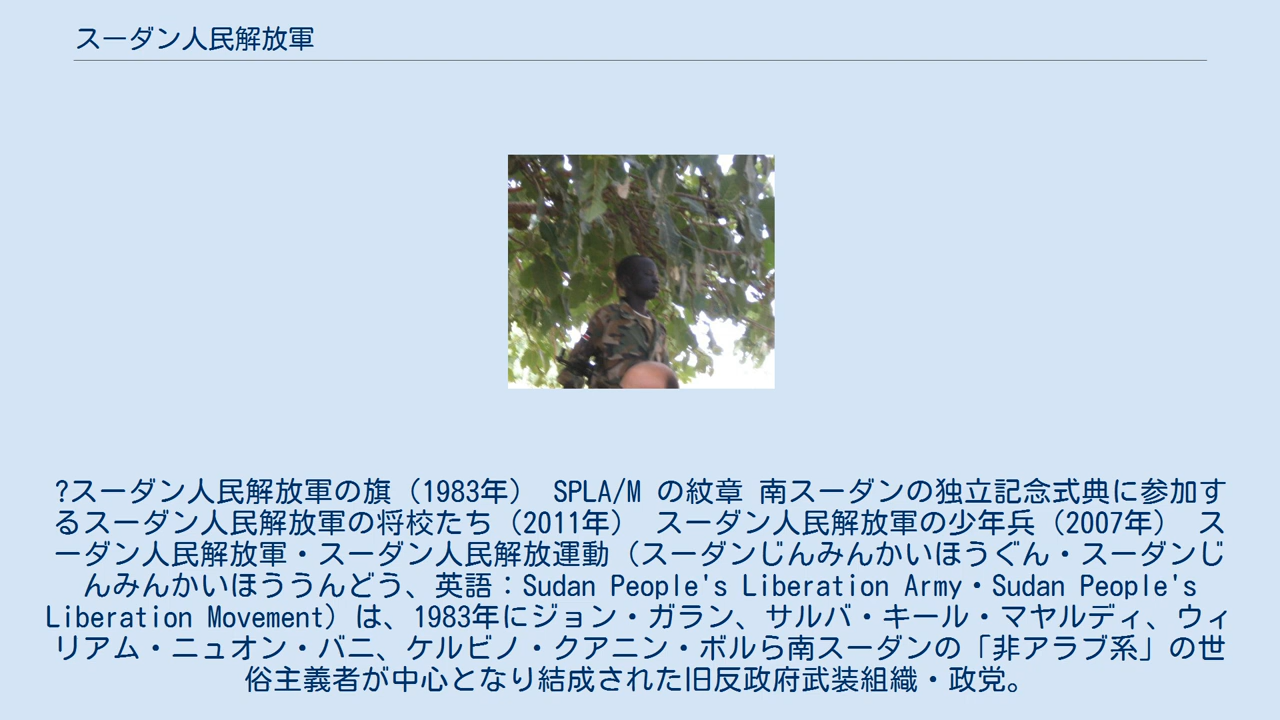 スーダン人民解放軍
?スーダン人民解放軍の旗（1983年） SPLA/M の紋章 南スーダンの独立記念式典に参加す
るスーダン人民解放軍の将校たち（2011年） スーダン人民解放軍の少年兵（2007年） ス
ーダン人民解放軍・スーダン人民解放運動（スーダンじんみんかいほうぐん・スーダンじ
んみんかいほううんどう、英語：Sudan People's Liberation Army・Sudan People's
Liberation Movement）は、1983年にジョン・ガラン、サルバ・キール・マヤルディ、ウィ
リアム・ニュオン・バニ、ケルビノ・クアニン・ボルら南スーダンの「非アラブ系」の世
俗主義者が中心となり結成された旧反政府武装組織・政党。